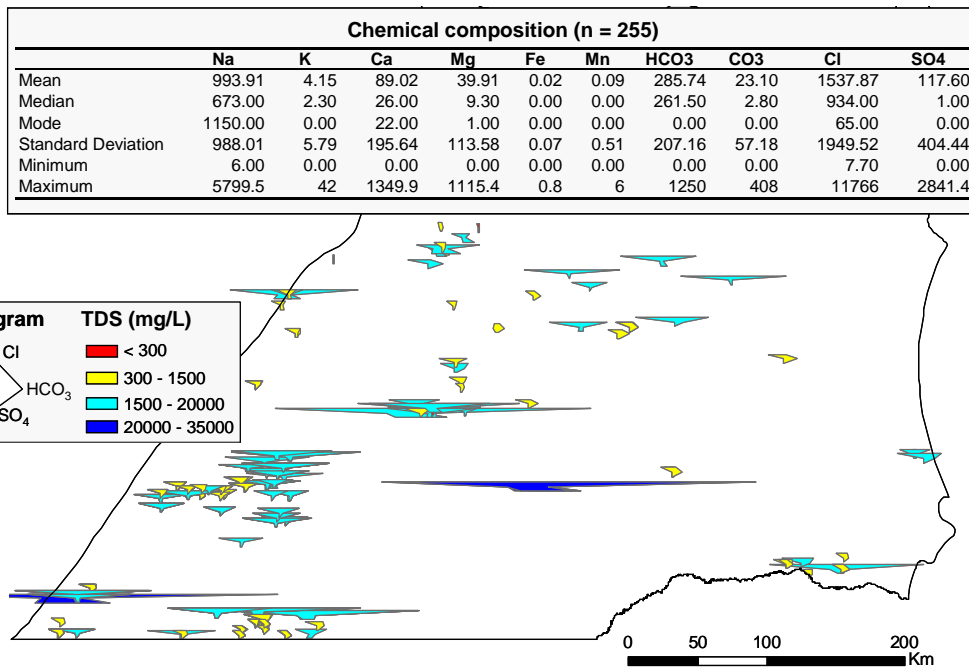 Chemical composition (n = 255)
Na K Ca Mg Fe Mn HCO3 CO3 Cl SO4
Mean 993.91 4.15 89.02 39.91 0.02 0.09 285.74 23.10 1537.87 117.60
Median 673.00 2.30 26.00 9.30 0.00 0.00 261.50 2.80 934.00 1.00
Mode 1150.00 0.00 22.00 1.00 0.00 0.00 0.00 0.00 65.00 0.00
Standard Deviation 988.01 5.79 195.64 113.58 0.07 0.51 207.16 57.18 1949.52 404.44
Minimum 6.00 0.00 0.00 0.00 0.00 0.00 0.00 0.00 7.70 0.00
Maximum 5799.5 42 1349.9 1115.4 0.8 6 1250 408 11766 2841.4
gram TDS (mg/L)
Cl < 300
HCO3 300 - 1500
SO4 1500 - 20000
20000 - 35000
0 50 100 200
Km